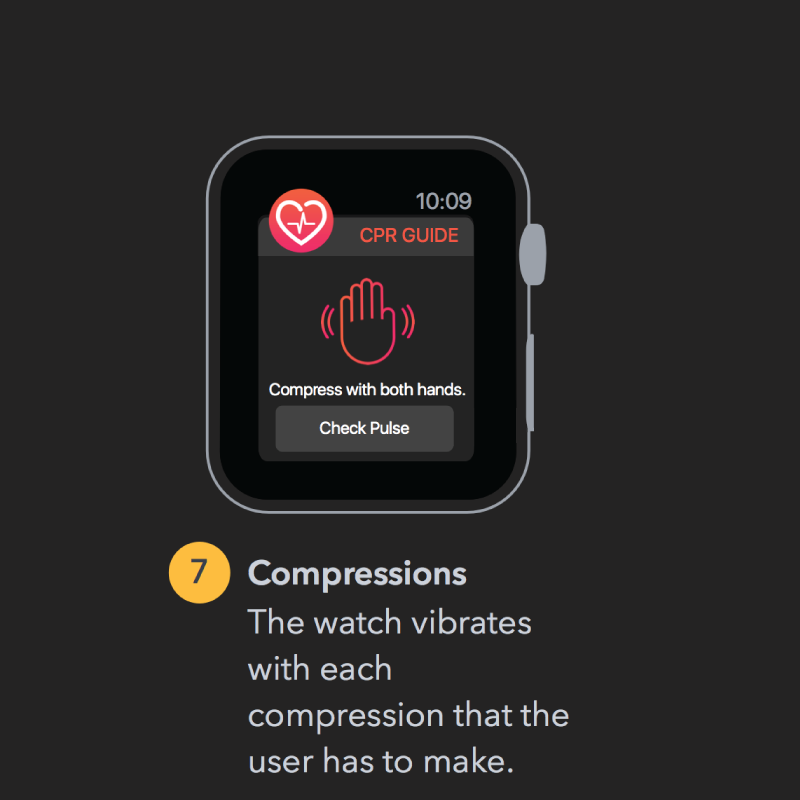 10:09
CPR GUIDE
Compress with both hands.
Check Pulse
7 Compressions
The watch vibrates
with each
compression that the
user has to make.